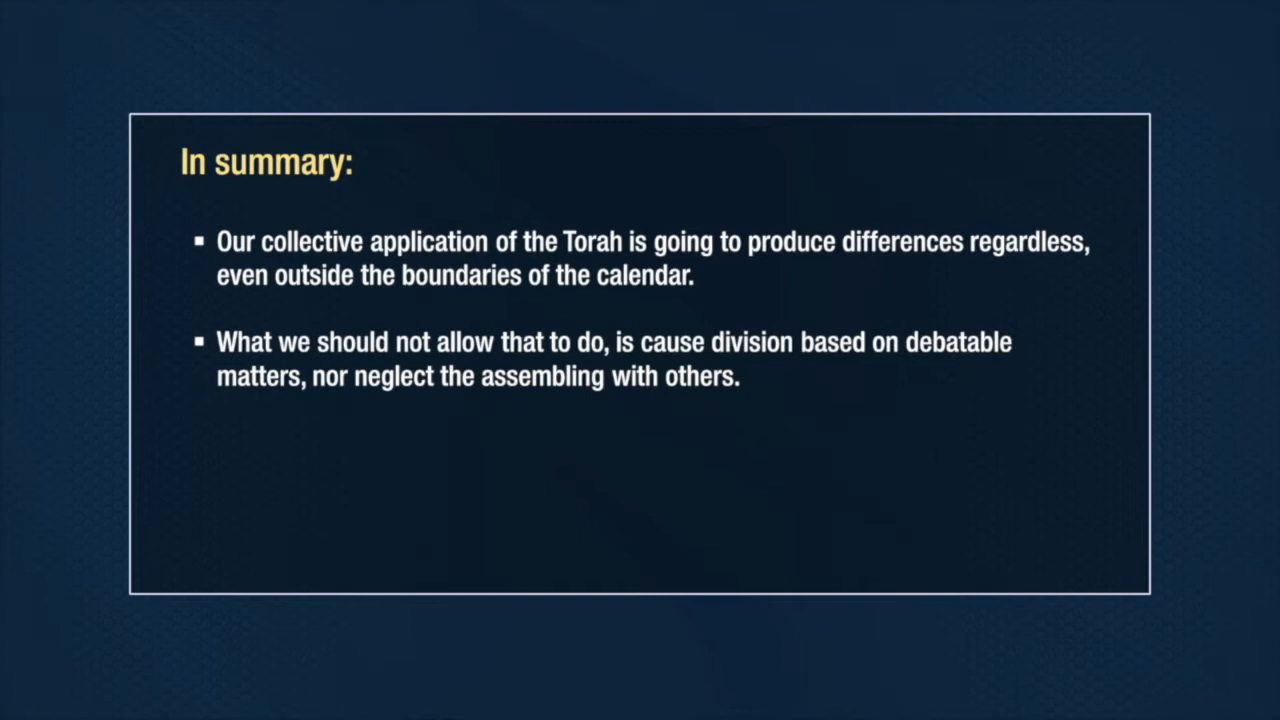 In summary:
▪ Our collective application of the Torah is going to produce differences regardless,
even outside the boundaries of the calendar.
▪ What we should not allow that to do, is cause division based on debatable
matters, nor neglect the assembling with others.